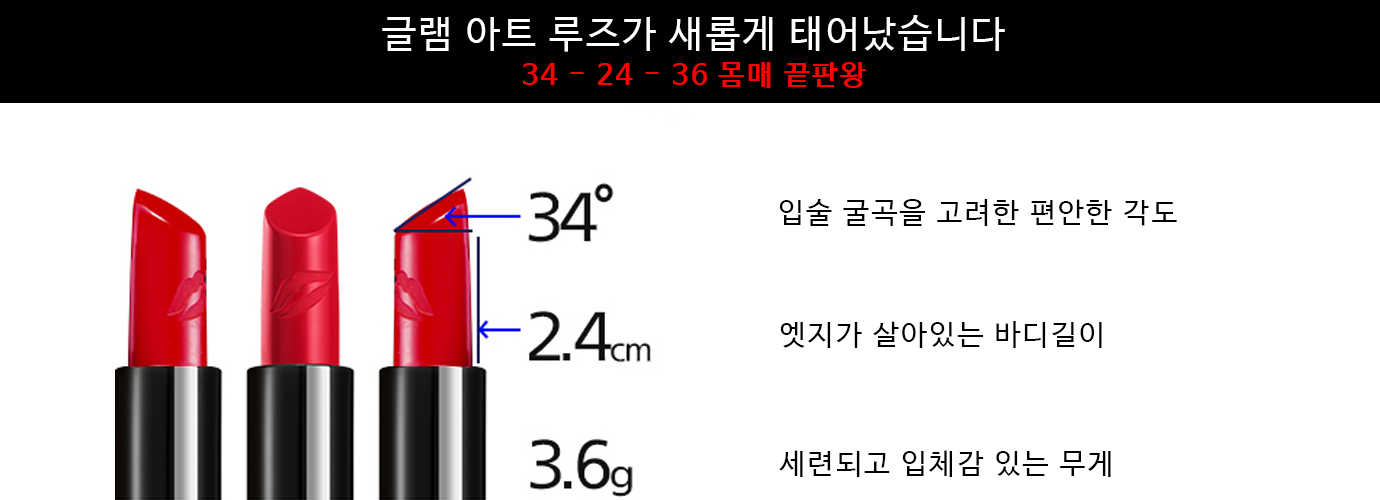 글램 아트 루즈가 새롭게 태어났습니다
34 - 24 - 36 몸매 끝판왕
34° 입술 굴곡을 고려한 편안한 각도
2.4cm 엣지가 살아있는 바디길이
3.6g 세련되고 입체감 있는 무게